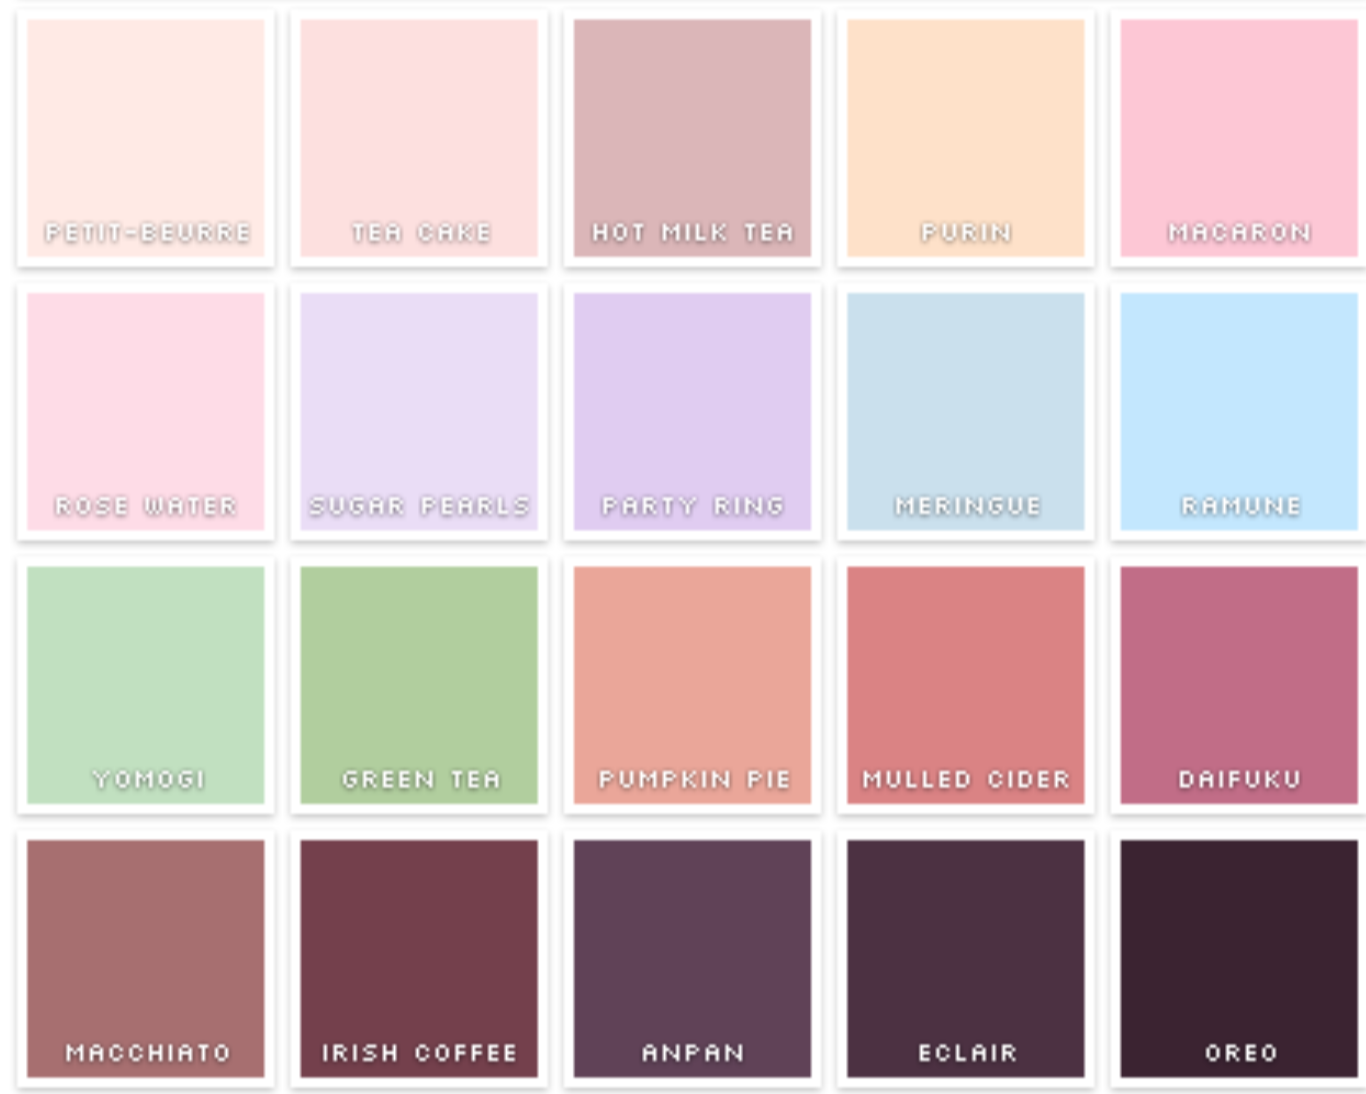 PETIT-BEURRE
TEA CAKE
HOT MILK TEA
PURIN
MACARON
ROSE WATER
SUGAR PEARLS
PARTY RING
MERINGUE
RAMUNE
YOMOGI
GREEN TEA
PUMPKIN PIE
MULLED CIDER
DAIFUKU
MACCHIATO
IRISH COFFEE
ANPAN
ECLAIR
OREO